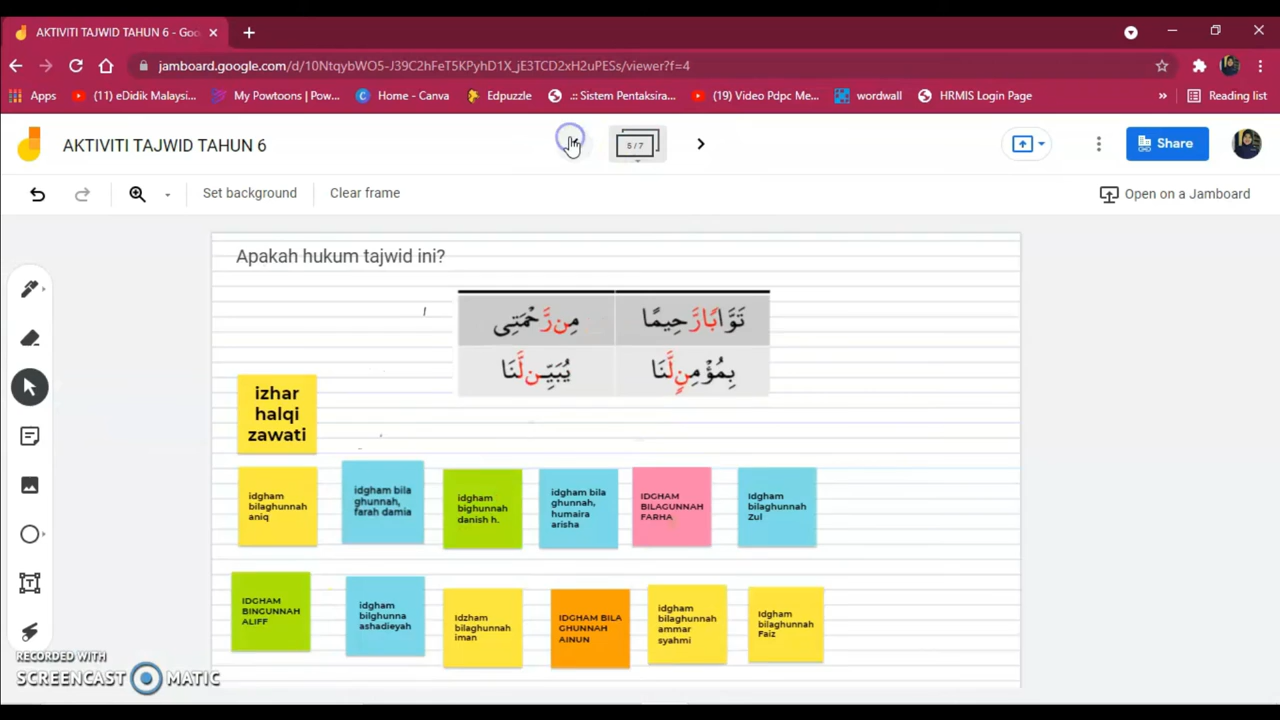 AKTIVITI TAJWID TAHUN 6 - Goo
jamboard.google.com/d/10NtqybWO5-J39C2hFeT5KPyhD1X_jE3TCD2xH2uPESs/viewer?f=4
Apps
(11) eDidik Malaysi...
My Powtoons | Pow...
Home - Canva
Edpuzzle
.:: Sistem Pentaksira...
(19) Video Pdpc Me...
wordwall
HRMIS Login Page
»
Reading list
AKTIVITI TAJWID TAHUN 6
5 / 7
Share
Set background
Clear frame
Open on a Jamboard
Apakah hukum tajwid ini?
تَوَّابًا رَّحِيمًا
مِن رَّحْمَتِى
بِمُؤْمِنٍ لَّنَا
يُبَيِّـن لَّنَا
izhar
halqi
zawati
idgham
bilaghunnah
aniq
idgham bila
ghunnah,
farah damia
idgham
bighunnah
danish h.
idgham bila
ghunnah,
humaira
arisha
IDGHAM
BILAGUNNAH
FARHA
Idgham
bilaghunnah
Zul
IDGHAM
BINGUNNAH
ALIFF
idgham
bilghunna
ashadieyah
Idzham
bilaghunnah
iman
IDGHAM BILA
GHUNNAH
AINUN
idgham
bilaghunnah
ammar
syahmi
Idgham
bilaghunnah
Faiz
RECORDED WITH
SCREENCAST MATIC